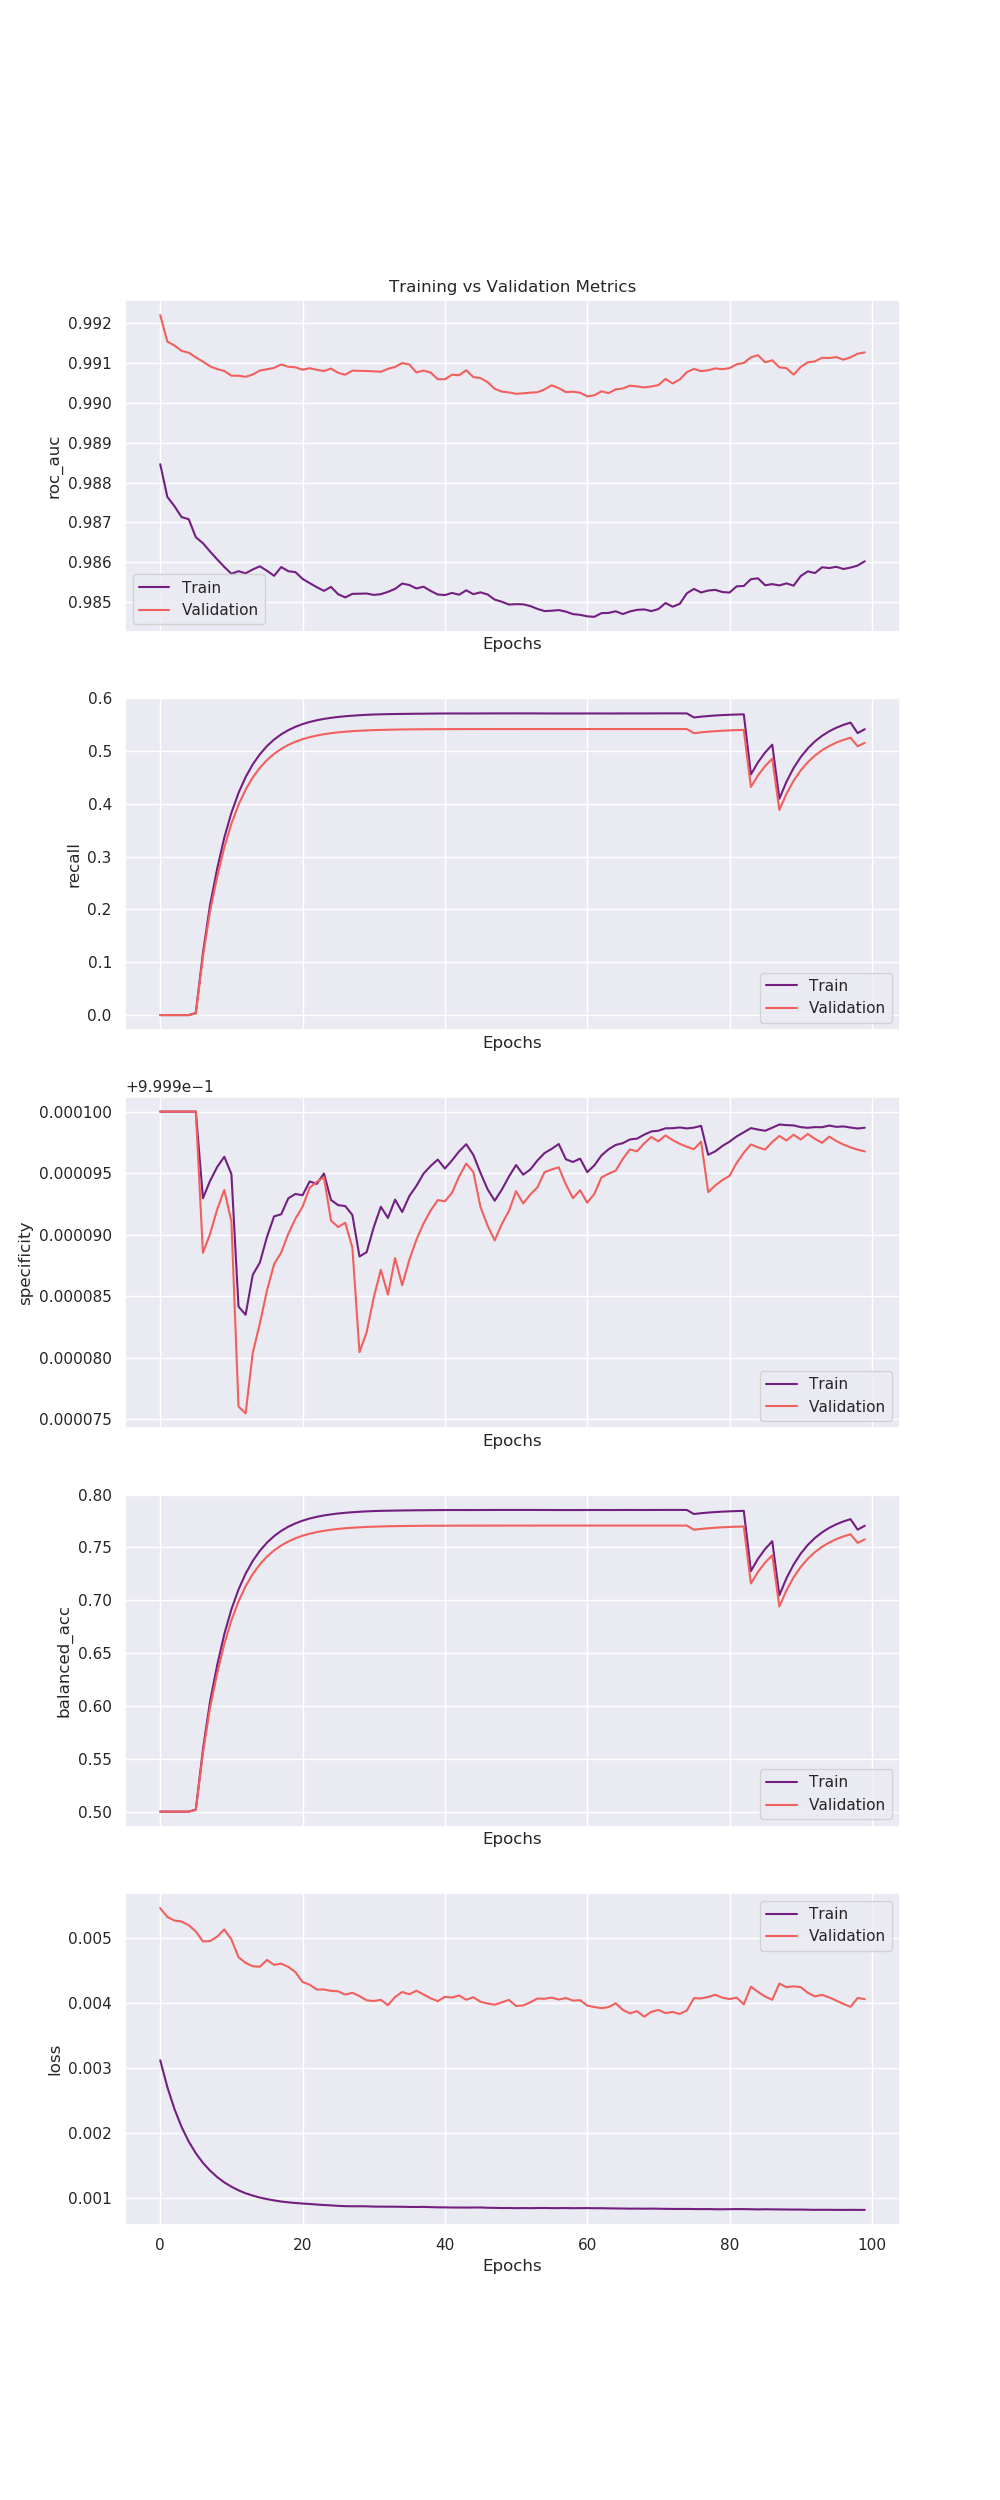 Training vs Validation Metrics
0.992
0.991
0.990
0.989
0.988
0.987
0.986
0.985
roc_auc
Train
Validation
Epochs
0.6
0.5
0.4
0.3
0.2
0.1
0.0
recall
Train
Validation
Epochs
+9.999e−1
0.000100
0.000095
0.000090
0.000085
0.000080
0.000075
specificity
Train
Validation
Epochs
0.80
0.75
0.70
0.65
0.60
0.55
0.50
balanced_acc
Train
Validation
Epochs
0.005
0.004
0.003
0.002
0.001
loss
Train
Validation
0 20 40 60 80 100
Epochs